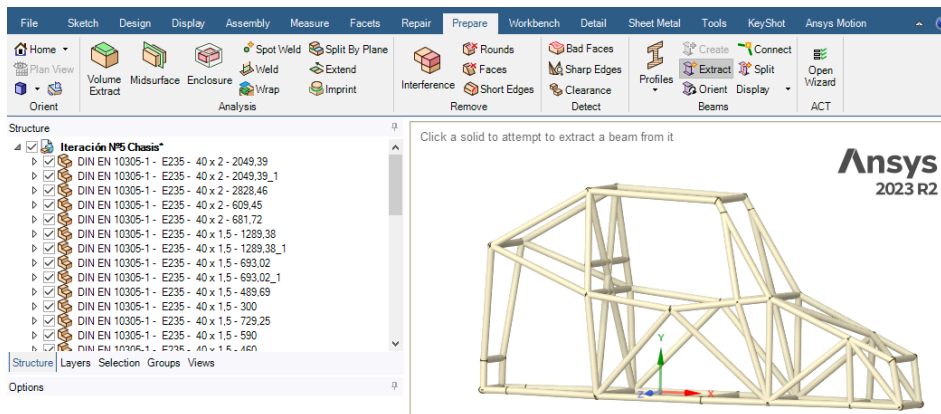 File Sketch Design Display Assembly Measure Facets Repair Prepare Workbench Detail Sheet Metal Tools KeyShot Ansys Motion
Home
Plan View
Orient
Volume Extract
Midsurface
Enclosure
Spot Weld
Weld
Wrap
Split By Plane
Extend
Imprint
Analysis
Interference
Rounds
Faces
Short Edges
Remove
Bad Faces
Sharp Edges
Clearance
Detect
Profiles
Create
Extract
Orient
Connect
Split
Display
Beams
Open Wizard
ACT
Structure
Iteración Nº5 Chasis*
DIN EN 10305-1 - E235 - 40 x 2 - 2049,39
DIN EN 10305-1 - E235 - 40 x 2 - 2049,39_1
DIN EN 10305-1 - E235 - 40 x 2 - 2828,46
DIN EN 10305-1 - E235 - 40 x 2 - 609,45
DIN EN 10305-1 - E235 - 40 x 2 - 681,72
DIN EN 10305-1 - E235 - 40 x 1,5 - 1289,38
DIN EN 10305-1 - E235 - 40 x 1,5 - 1289,38_1
DIN EN 10305-1 - E235 - 40 x 1,5 - 693,02
DIN EN 10305-1 - E235 - 40 x 1,5 - 693,02_1
DIN EN 10305-1 - E235 - 40 x 1,5 - 489,69
DIN EN 10305-1 - E235 - 40 x 1,5 - 300
DIN EN 10305-1 - E235 - 40 x 1,5 - 729,25
DIN EN 10305-1 - E235 - 40 x 1,5 - 590
DIN EN 10305-1 - E235 - 40 x 1,5 - 460
Structure Layers Selection Groups Views
Options
Click a solid to attempt to extract a beam from it
Ansys
2023 R2
Y
Z
X